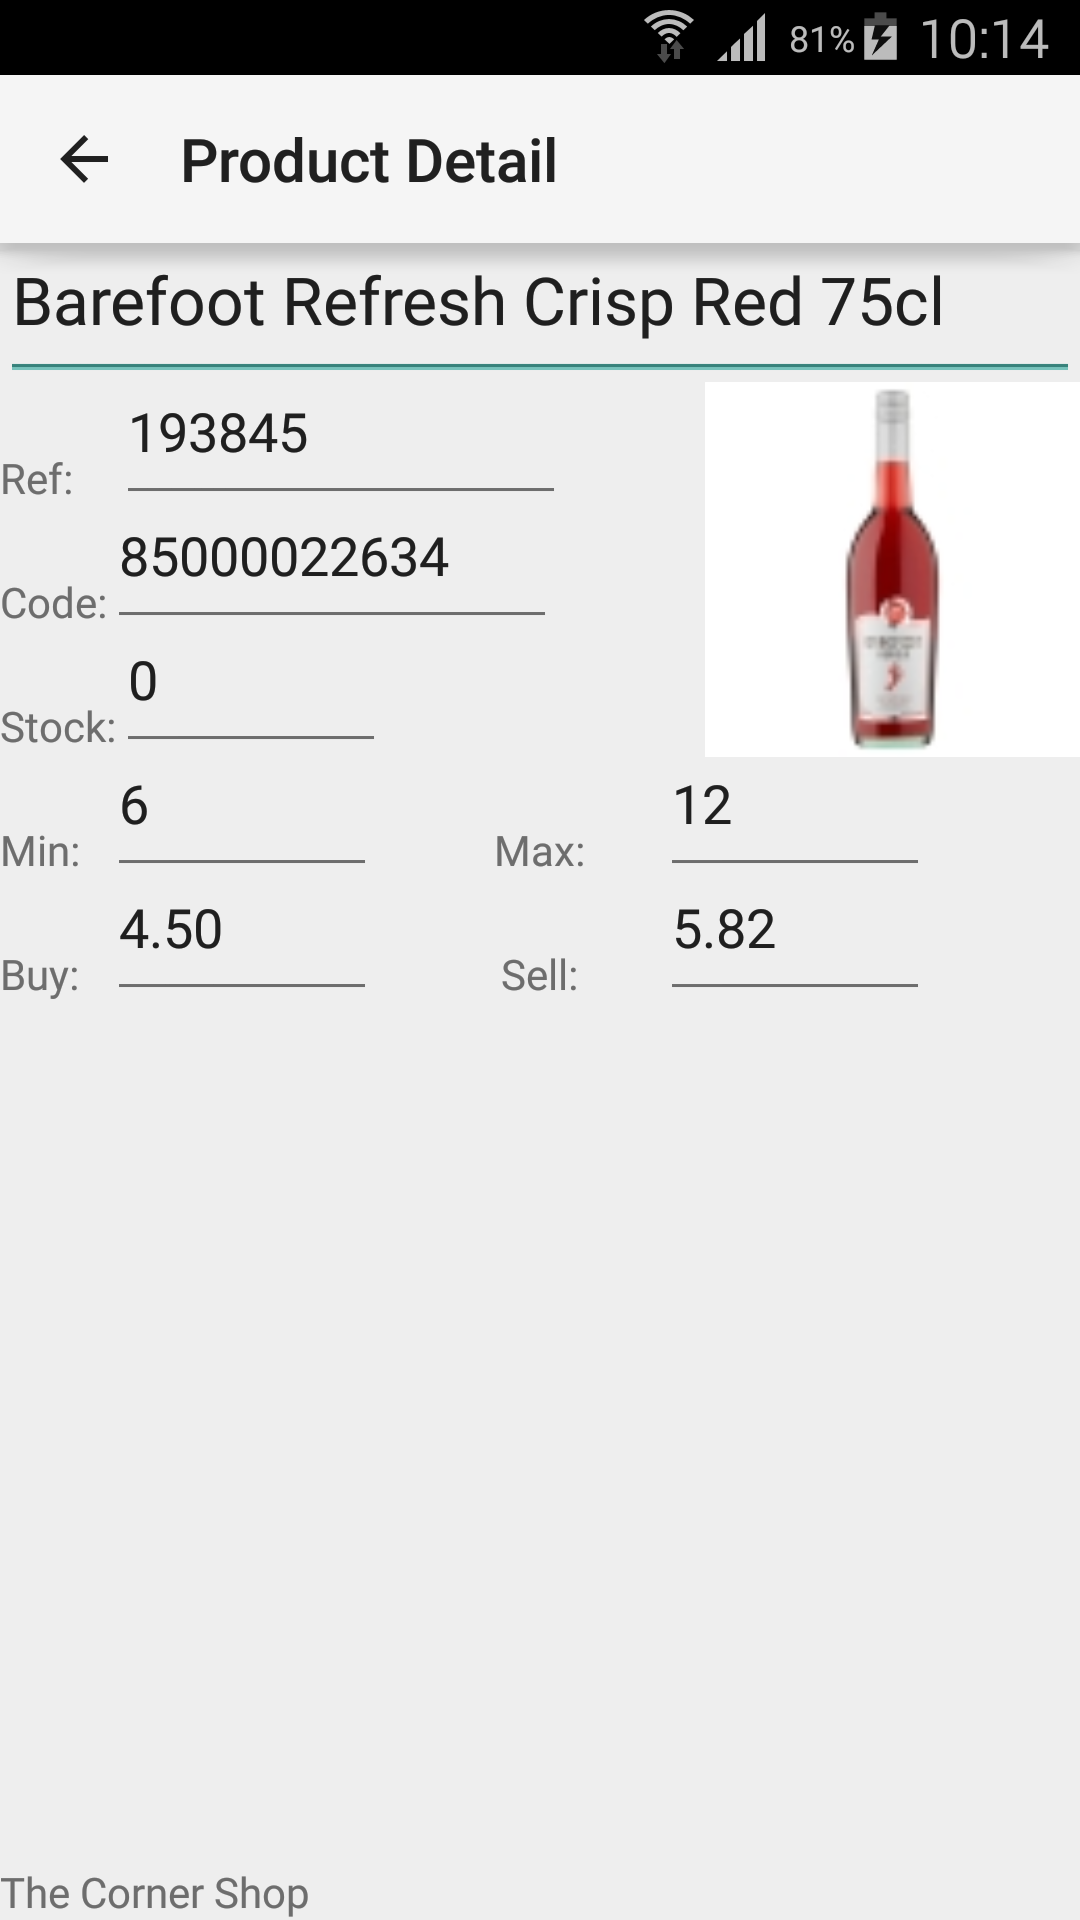 81% 10:14
Product Detail
Barefoot Refresh Crisp Red 75cl
Ref: 193845
Code: 85000022634
Stock: 0
Min: 6 Max: 12
Buy: 4.50 Sell: 5.82
The Corner Shop